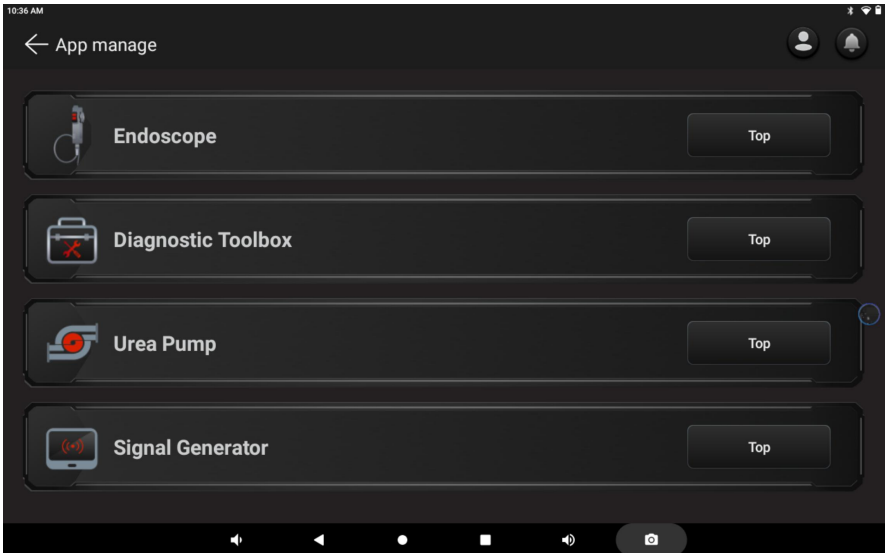 10:36 AM
App manage
Endoscope
Top
Diagnostic Toolbox
Top
Urea Pump
Top
Signal Generator
Top